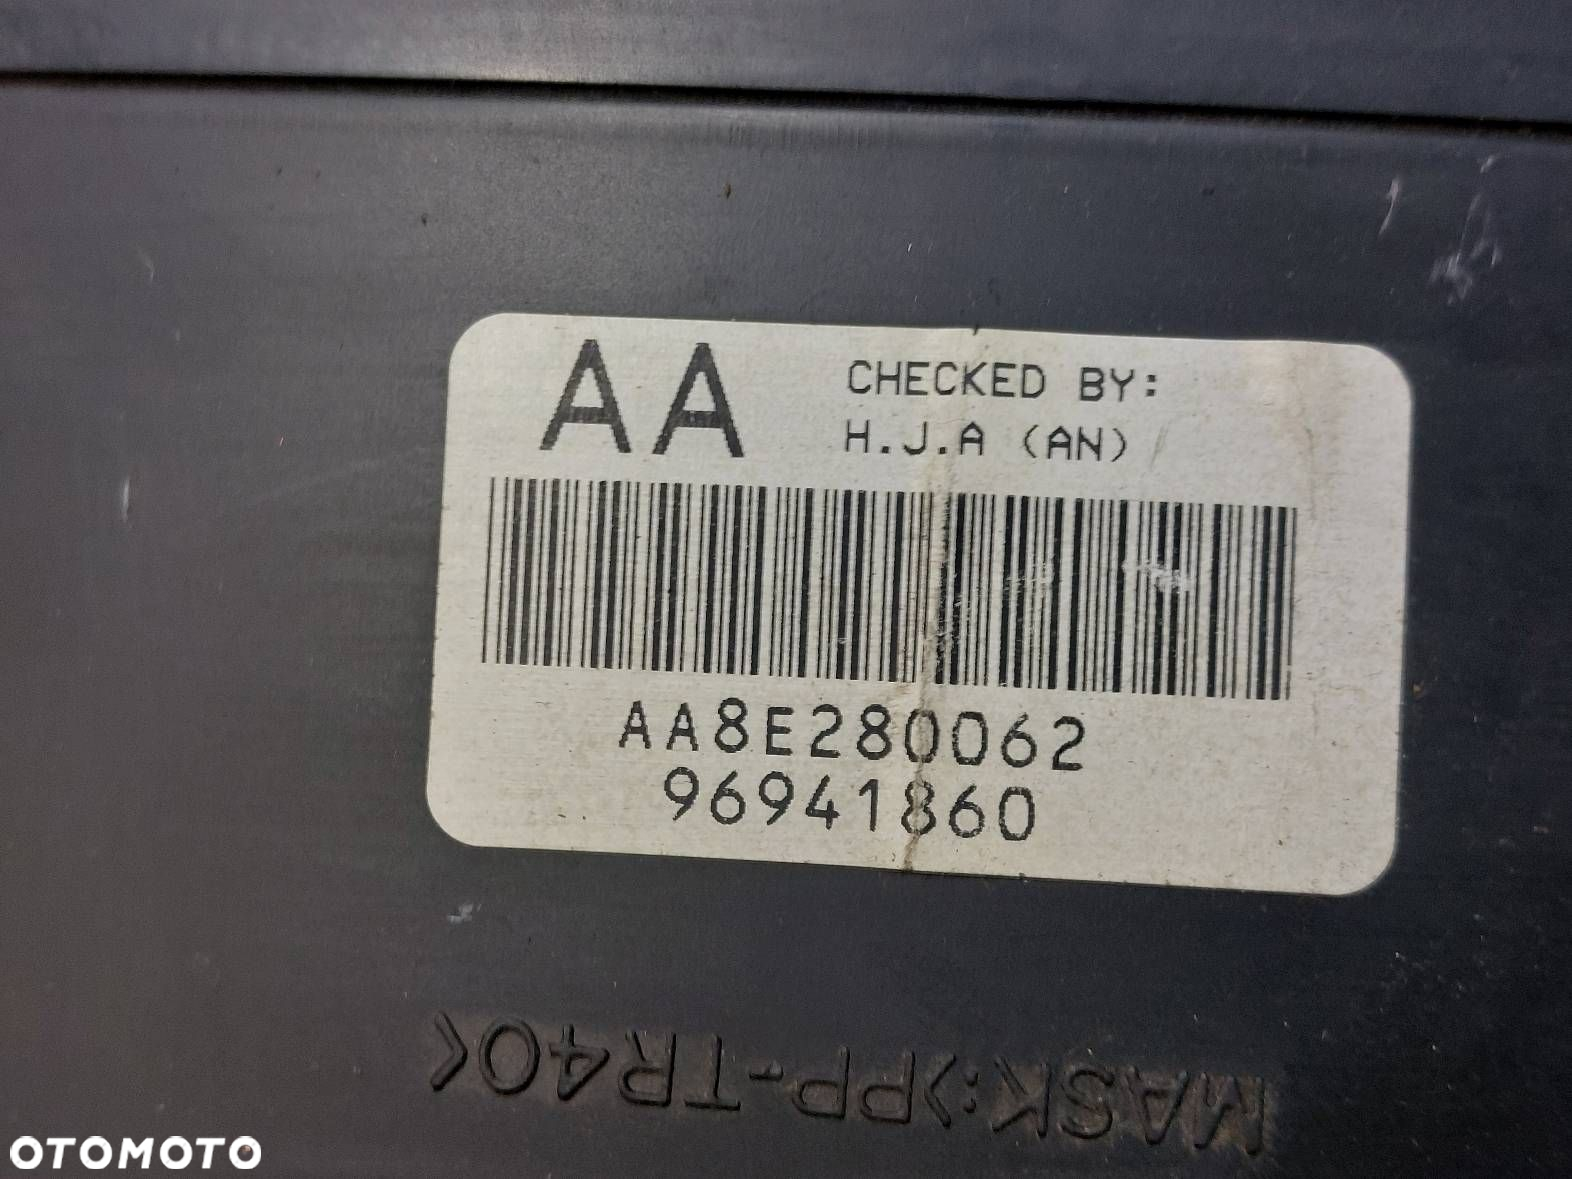 AA
CHECKED BY:
H.J.A (AN)
AA8E280062
96941860
MASK:>PP-TR40<
OTOMOTO